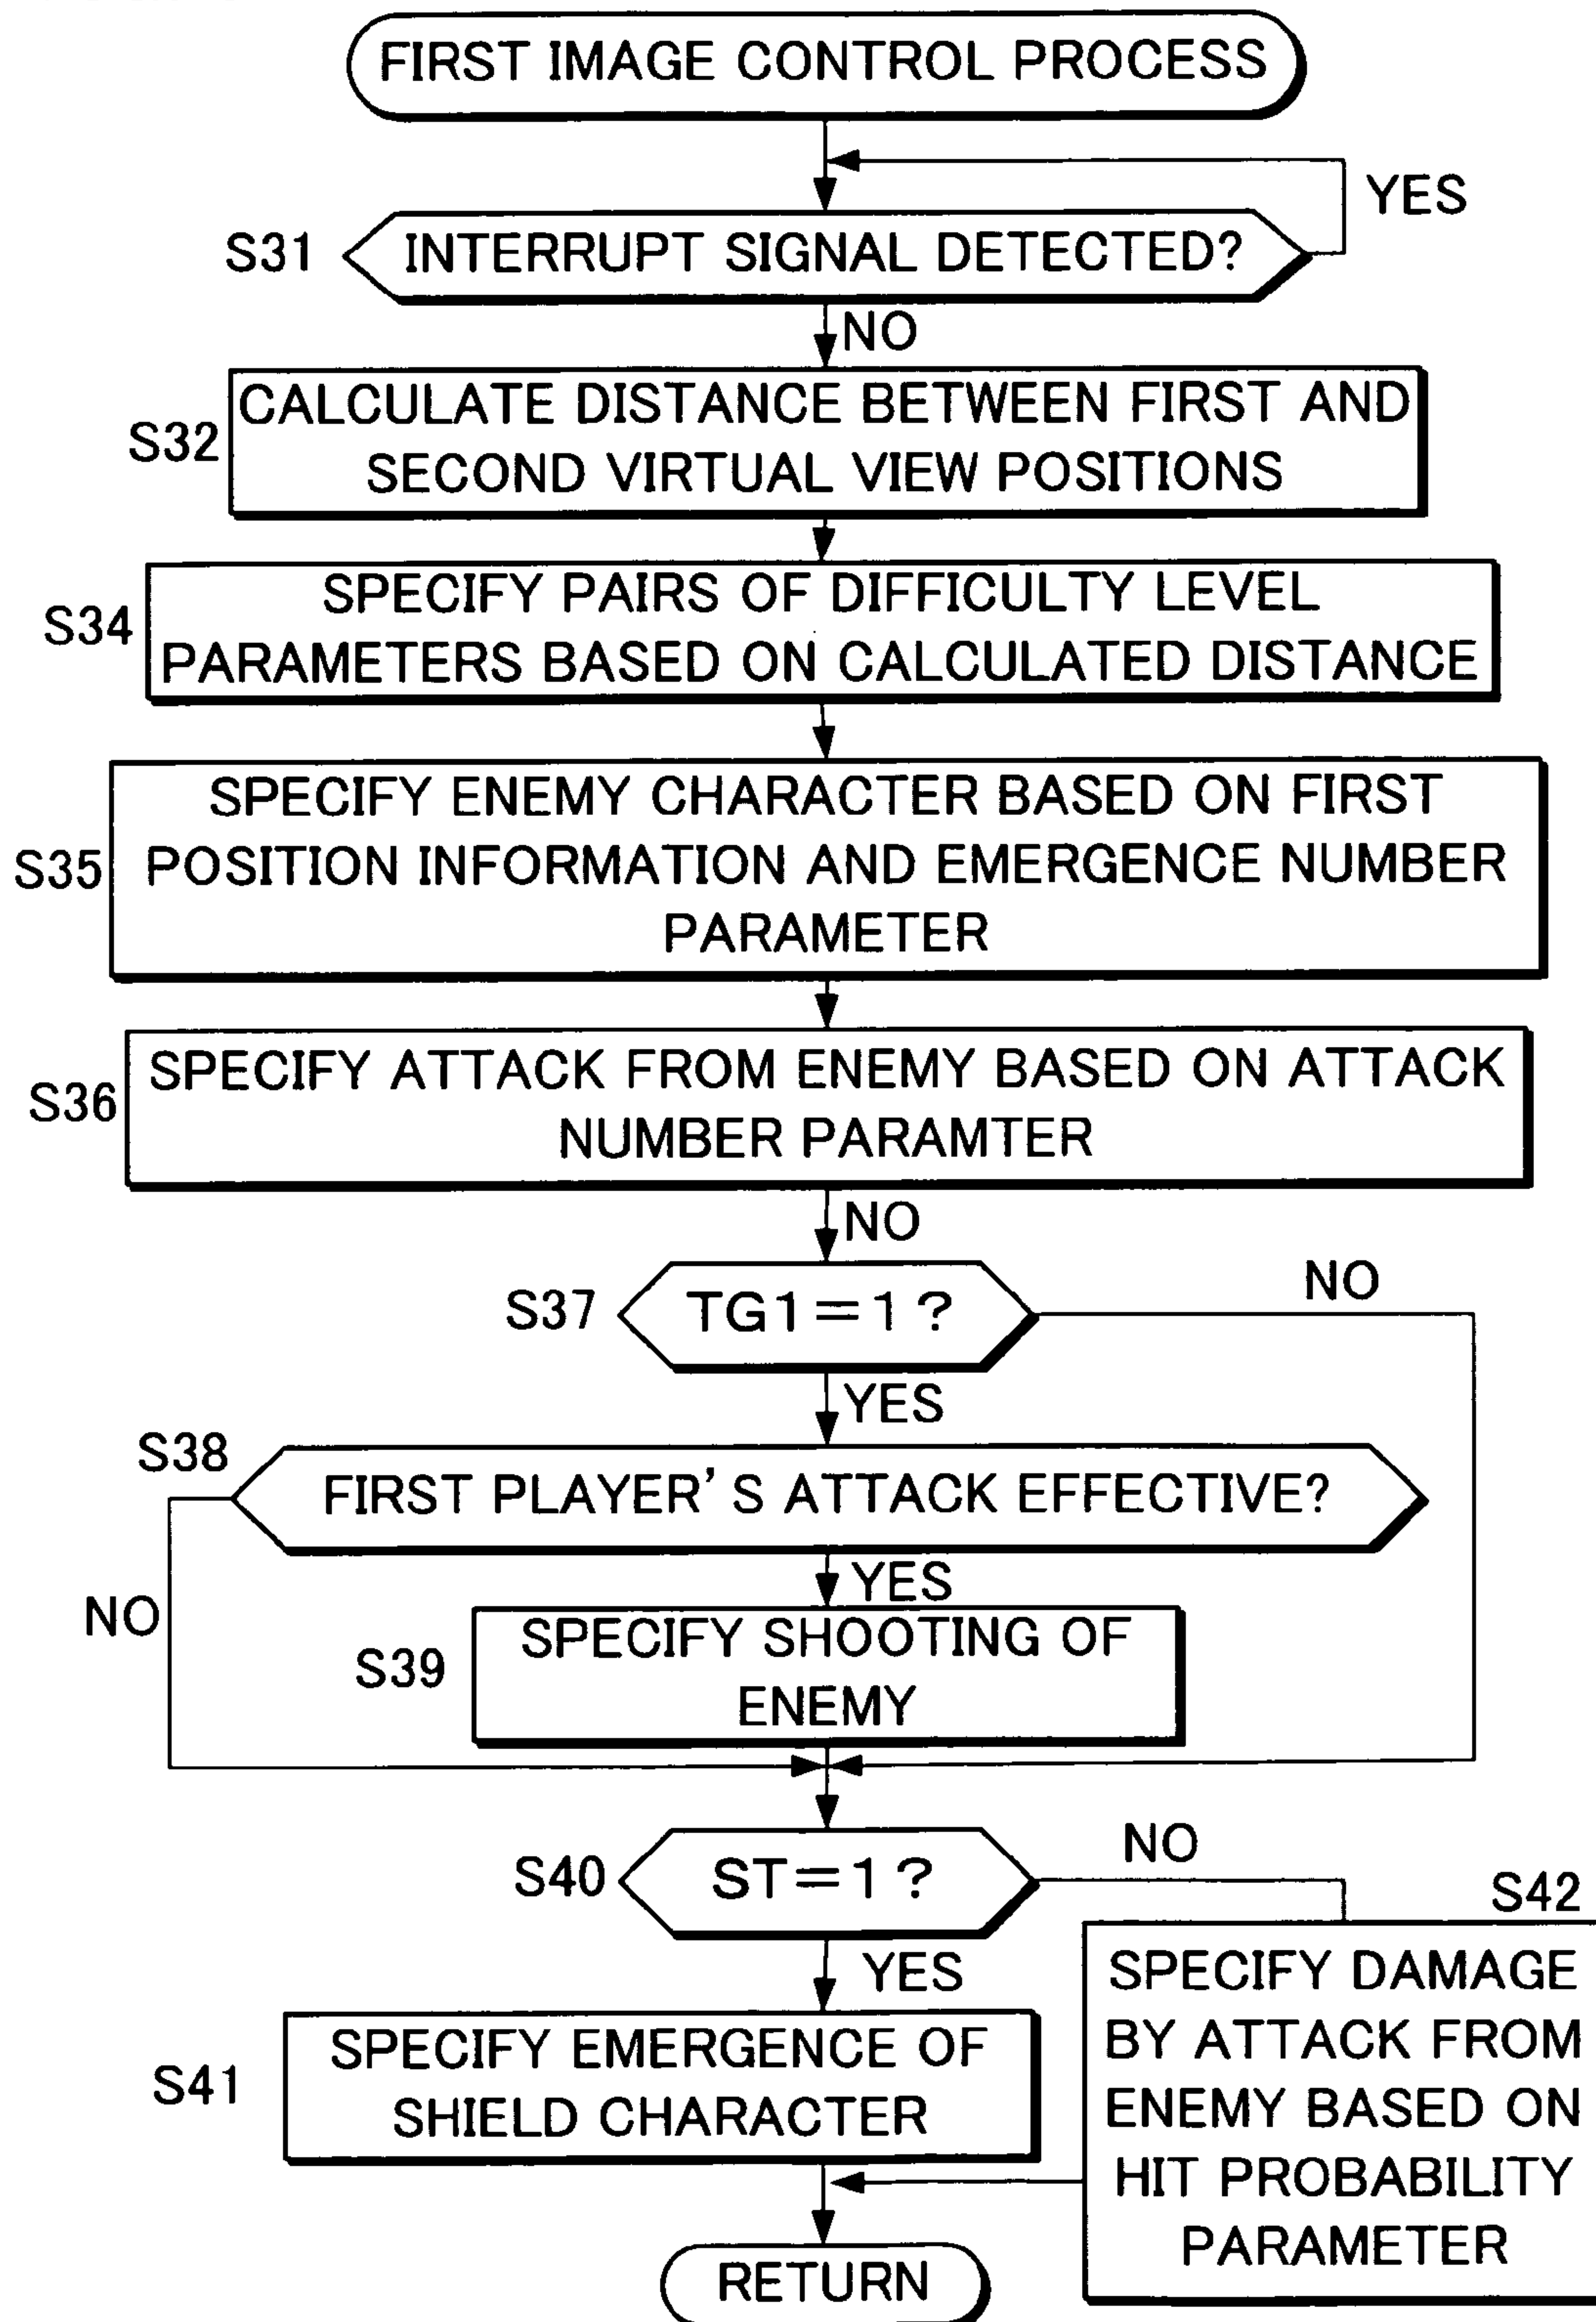 FIRST IMAGE CONTROL PROCESS
YES
S31
INTERRUPT SIGNAL DETECTED?
NO
S32
CALCULATE DISTANCE BETWEEN FIRST AND
SECOND VIRTUAL VIEW POSITIONS
S34
SPECIFY PAIRS OF DIFFICULTY LEVEL
PARAMETERS BASED ON CALCULATED DISTANCE
S35
SPECIFY ENEMY CHARACTER BASED ON FIRST
POSITION INFORMATION AND EMERGENCE NUMBER
PARAMETER
S36
SPECIFY ATTACK FROM ENEMY BASED ON ATTACK
NUMBER PARAMTER
NO
S37
TG1=1?
NO
YES
S38
FIRST PLAYER'S ATTACK EFFECTIVE?
YES
NO
S39
SPECIFY SHOOTING OF
ENEMY
S40
ST=1?
NO
YES
S41
SPECIFY EMERGENCE OF
SHIELD CHARACTER
S42
SPECIFY DAMAGE
BY ATTACK FROM
ENEMY BASED ON
HIT PROBABILITY
PARAMETER
RETURN